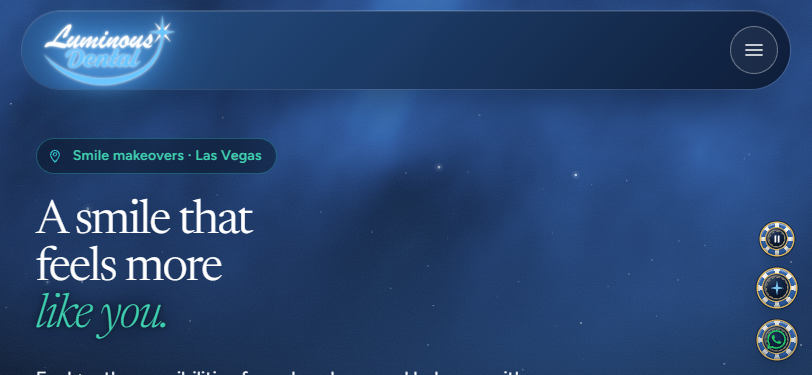 Luminous
Dental
Smile makeovers · Las Vegas
A smile that
feels more
like you.